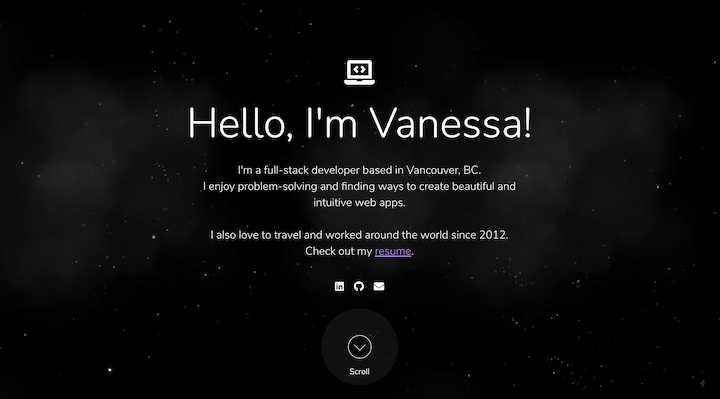 Hello, I'm Vanessa!
I'm a full-stack developer based in Vancouver, BC.
I enjoy problem-solving and finding ways to create beautiful and
intuitive web apps.
I also love to travel and worked around the world since 2012.
Check out my resume.
Scroll